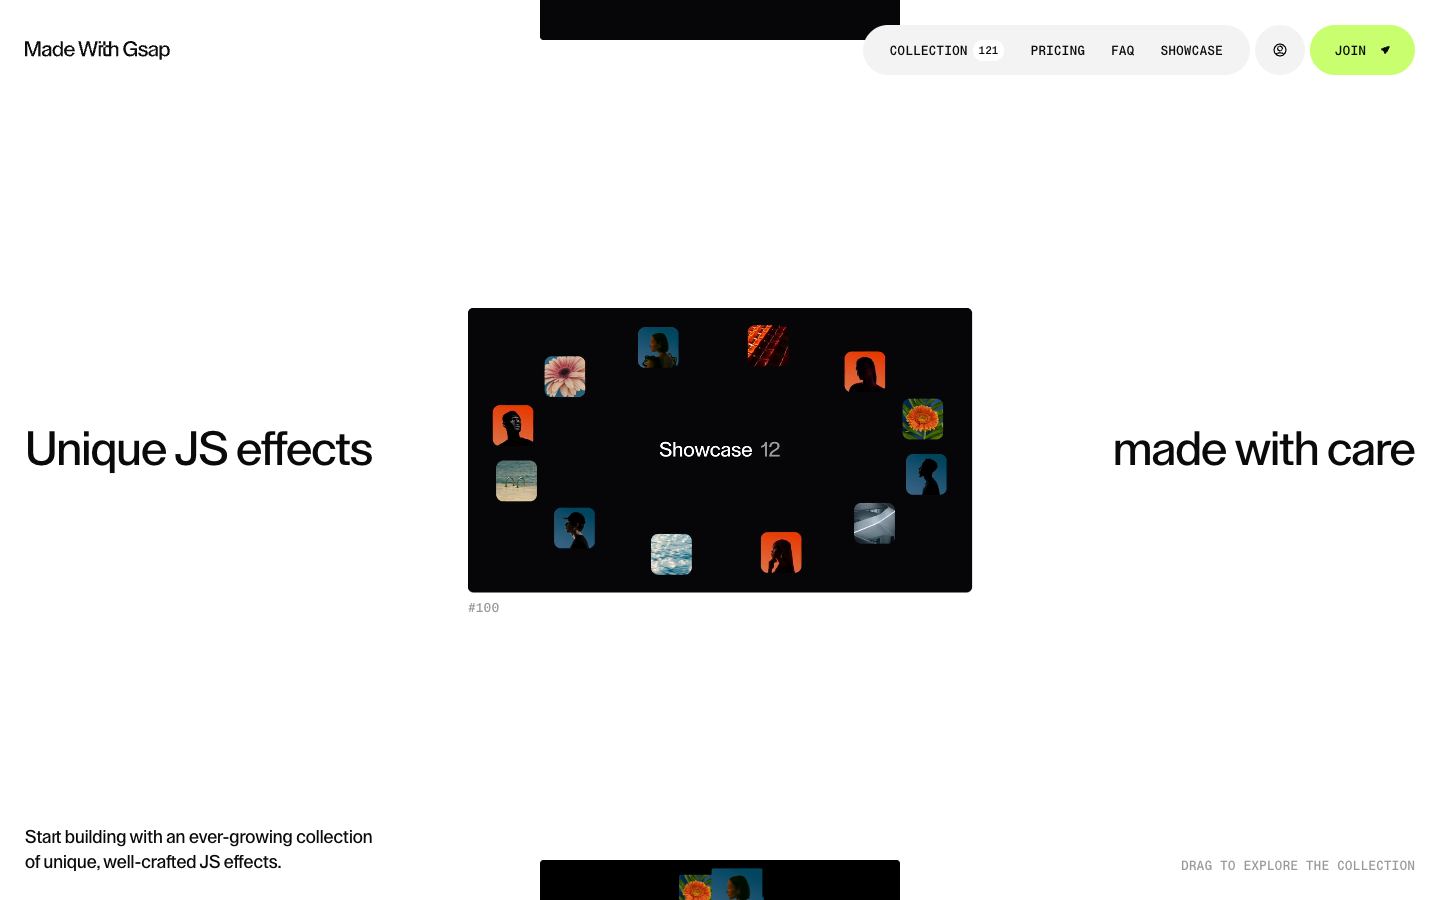 Made With Gsap
COLLECTION 121 PRICING FAQ SHOWCASE
JOIN
Unique JS effects
Showcase 12
made with care
#100
Start building with an ever-growing collection
of unique, well-crafted JS effects.
DRAG TO EXPLORE THE COLLECTION